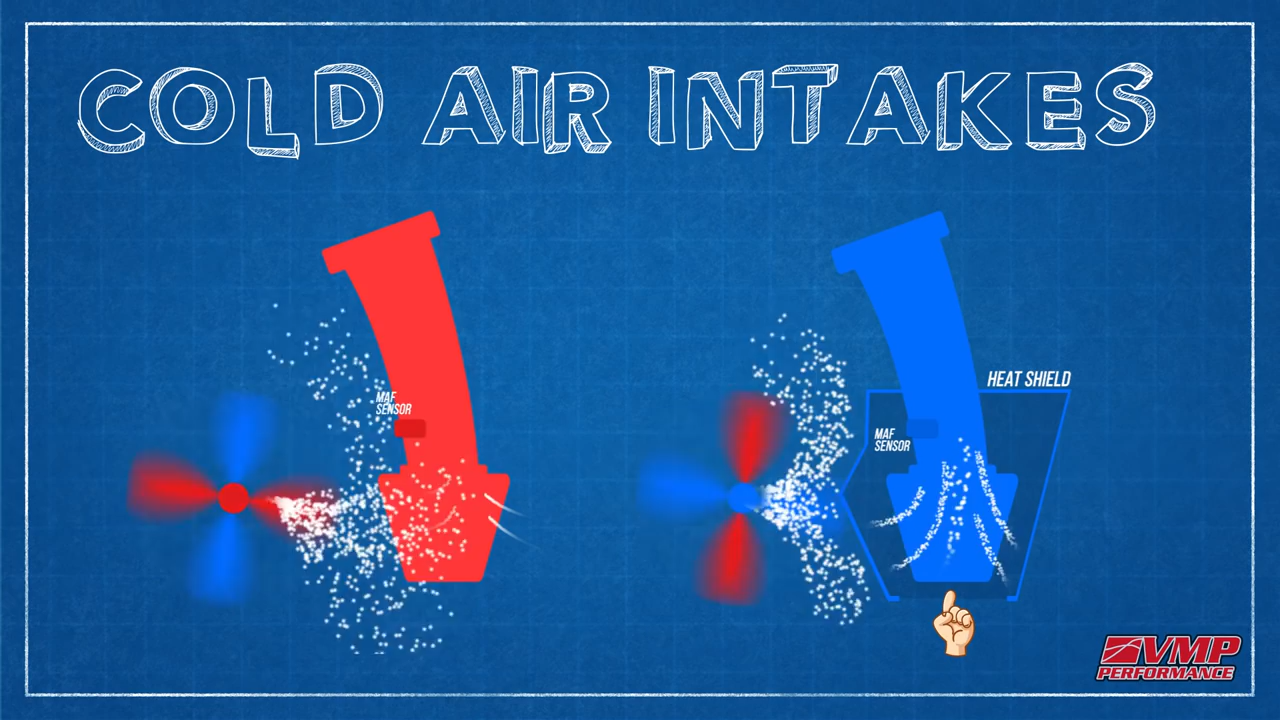 COLD AIR INTAKES
MAF
SENSOR
HEAT SHIELD
MAF
SENSOR
VMP
PERFORMANCE